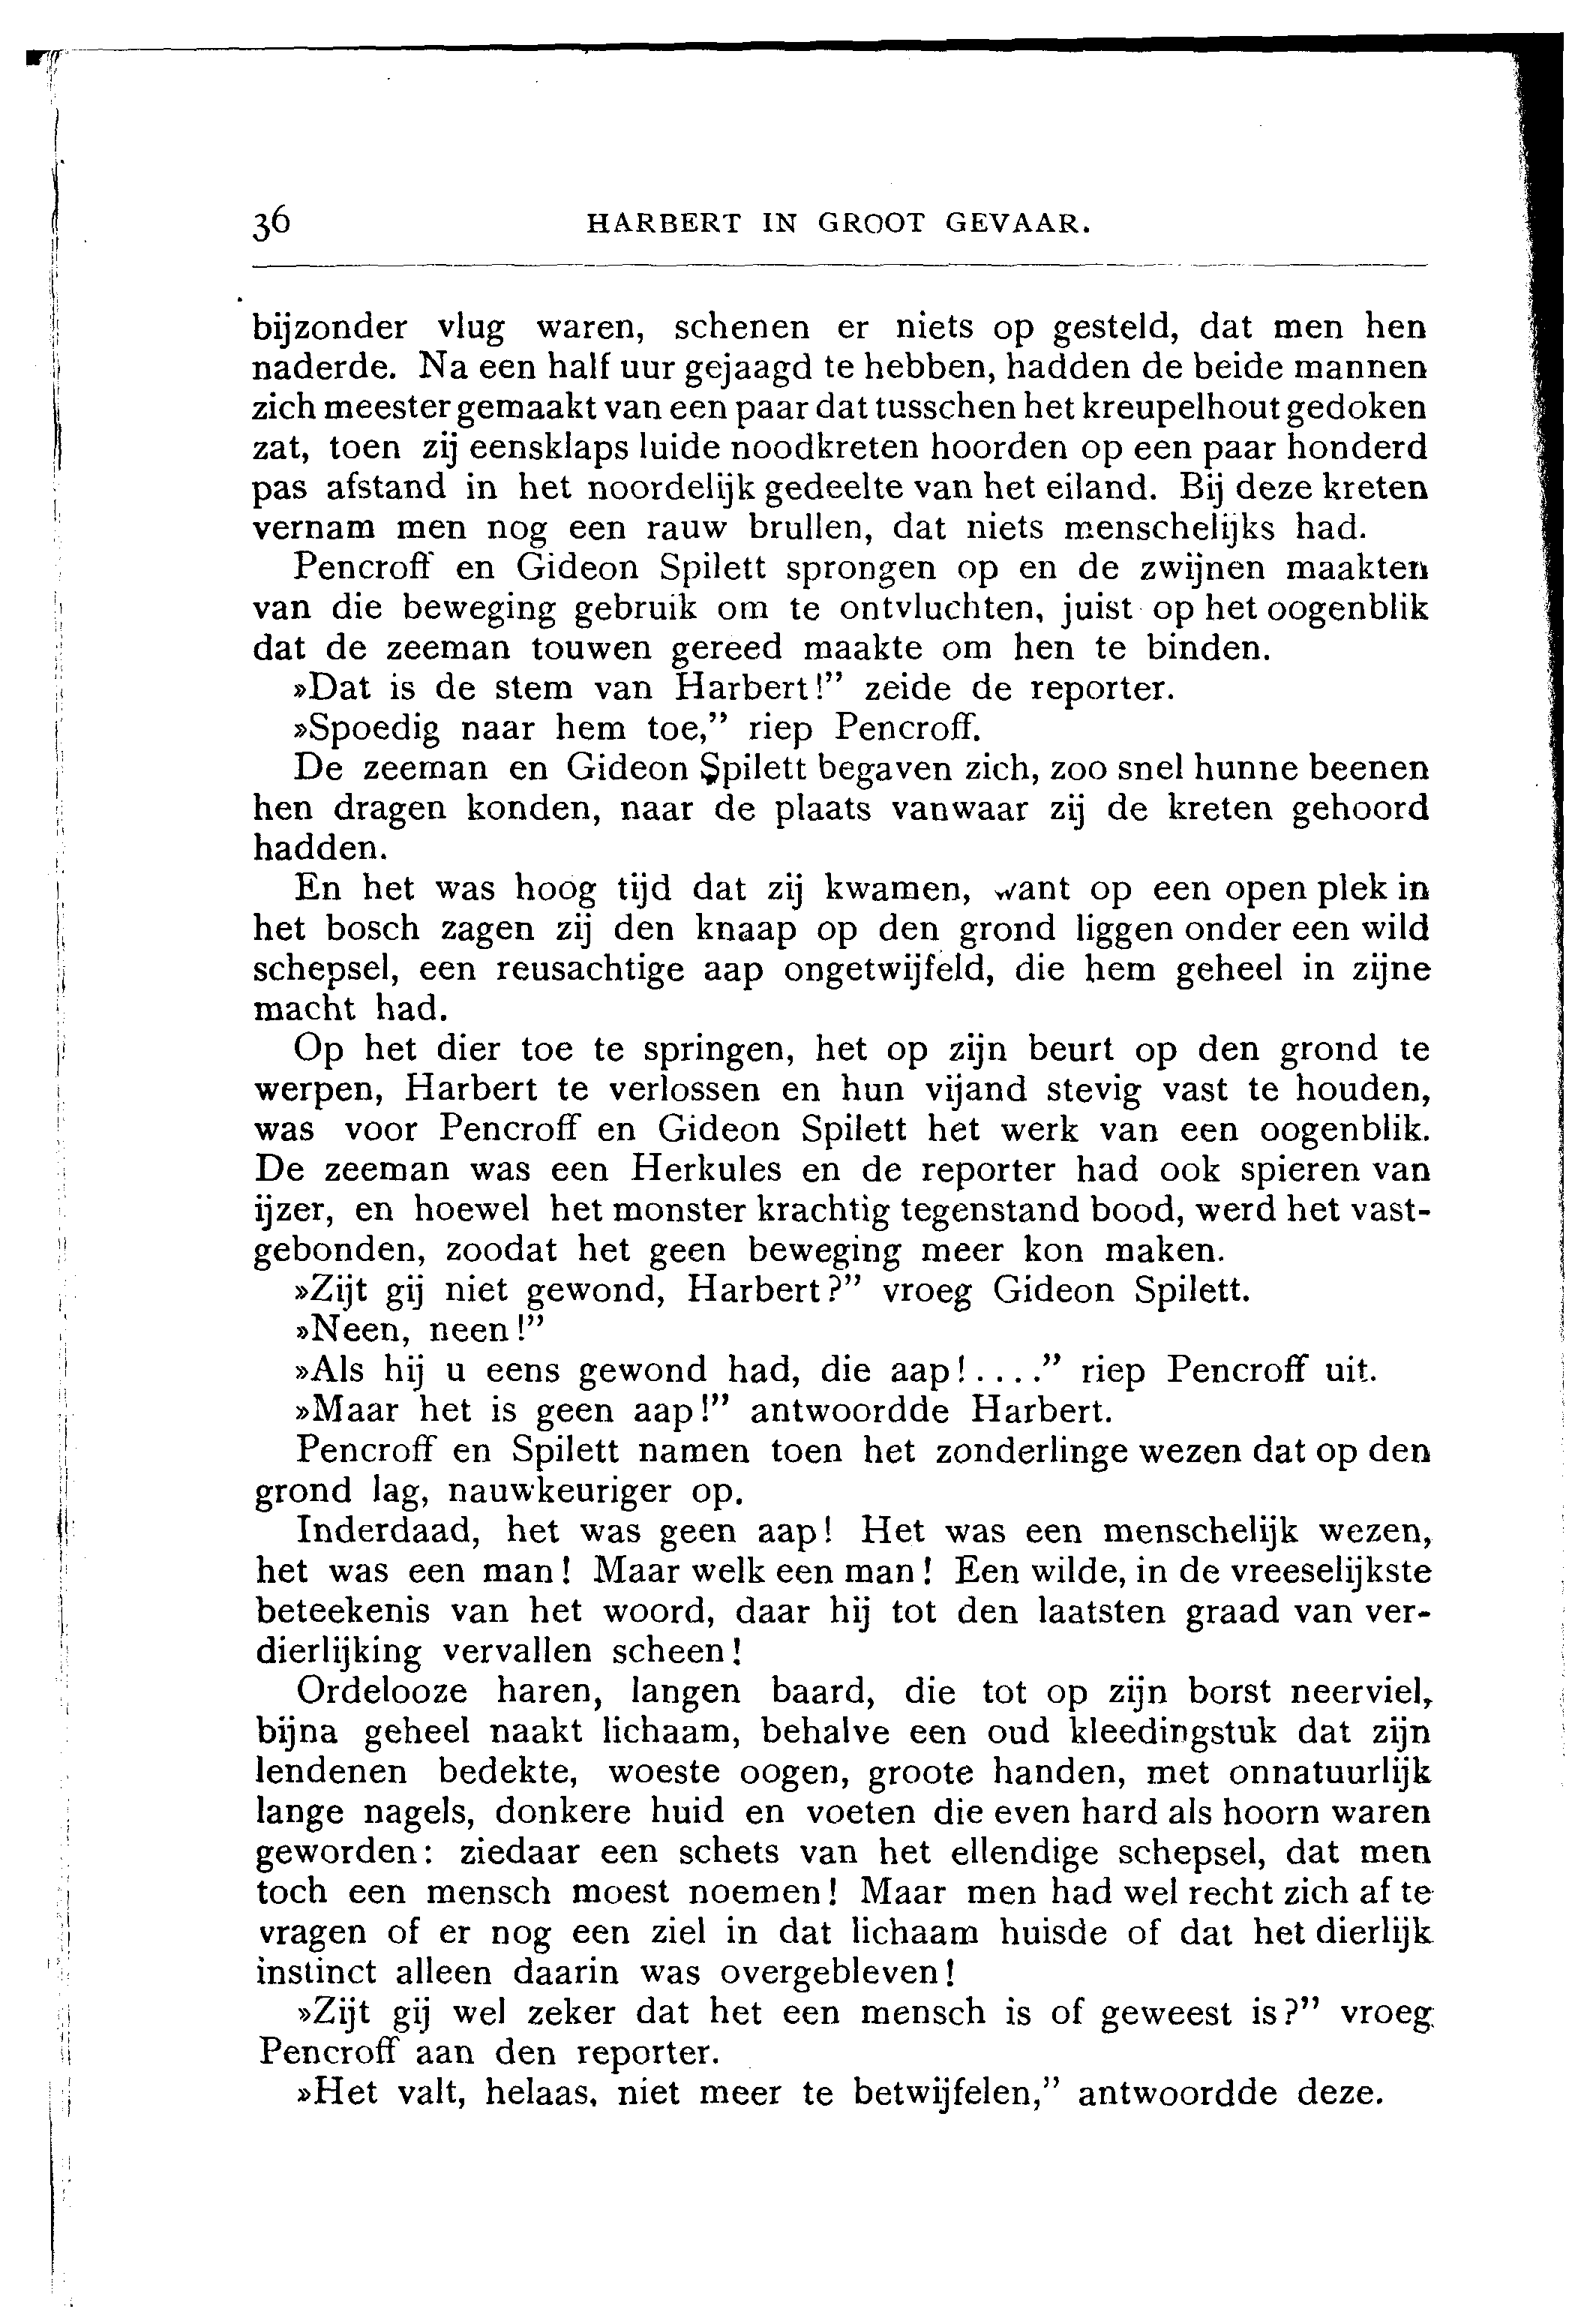 36 HARBERT IN GROOT GEVAAR.
bijzonder vlug waren, schenen er niets op gesteld, dat men hen
naderde. Na een half uur gejaagd te hebben, hadden de beide mannen
zich meester gemaakt van een paar dat tusschen het kreupelhout gedoken
zat, toen zij eensklaps luide noodkreten hoorden op een paar honderd
pas afstand in het noordelijk gedeelte van het eiland. Bij deze kreten
vernam men nog een rauw brullen, dat niets menschelijks had.
Pencroff en Gideon Spilett sprongen op en de zwijnen maakten
van die beweging gebruik om te ontvluchten, juist op het oogenblik
dat de zeeman touwen gereed maakte om hen te binden.
»Dat is de stem van Harbert!” zeide de reporter.
»Spoedig naar hem toe,” riep Pencroff.
De zeeman en Gideon Spilett begaven zich, zoo snel hunne beenen
hen dragen konden, naar de plaats vanwaar zij de kreten gehoord
hadden.
En het was hoog tijd dat zij kwamen, want op een open plek in
het bosch zagen zij den knaap op den grond liggen onder een wild
schepsel, een reusachtige aap ongetwijfeld, die hem geheel in zijne
macht had.
Op het dier toe te springen, het op zijn beurt op den grond te
werpen, Harbert te verlossen en hun vijand stevig vast te houden,
was voor Pencroff en Gideon Spilett het werk van een oogenblik.
De zeeman was een Herkules en de reporter had ook spieren van
ijzer, en hoewel het monster krachtig tegenstand bood, werd het vast-
gebonden, zoodat het geen beweging meer kon maken.
»Zijt gij niet gewond, Harbert?” vroeg Gideon Spilett.
»Neen, neen!”
»Als hij u eens gewond had, die aap!....” riep Pencroff uit.
»Maar het is geen aap!” antwoordde Harbert.
Pencroff en Spilett namen toen het zonderlinge wezen dat op den
grond lag, nauwkeuriger op.
Inderdaad, het was geen aap! Het was een menschelijk wezen,
het was een man! Maar welk een man! Een wilde, in de vreeselijkste
beteekenis van het woord, daar hij tot den laatsten graad van ver-
dierlijking vervallen scheen!
Ordelooze haren, langen baard, die tot op zijn borst neerviel,
bijna geheel naakt lichaam, behalve een oud kleedingstuk dat zijn
lendenen bedekte, woeste oogen, groote handen, met onnatuurlijk
lange nagels, donkere huid en voeten die even hard als hoorn waren
geworden: ziedaar een schets van het ellendige schepsel, dat men
toch een mensch moest noemen! Maar men had wel recht zich af te
vragen of er nog een ziel in dat lichaam huisde of dat het dierlijk
instinct alleen daarin was overgebleven!
»Zijt gij wel zeker dat het een mensch is of geweest is?” vroeg
Pencroff aan den reporter.
»Het valt, helaas, niet meer te betwijfelen,” antwoordde deze.